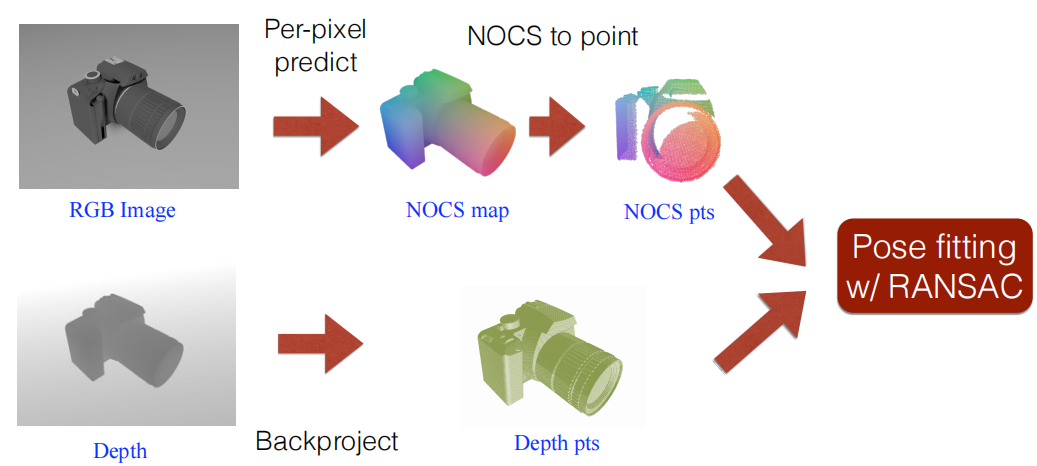 Per-pixel
predict
NOCS to point
RGB Image
NOCS map
NOCS pts
Pose fitting
w/ RANSAC
Depth
Backproject
Depth pts